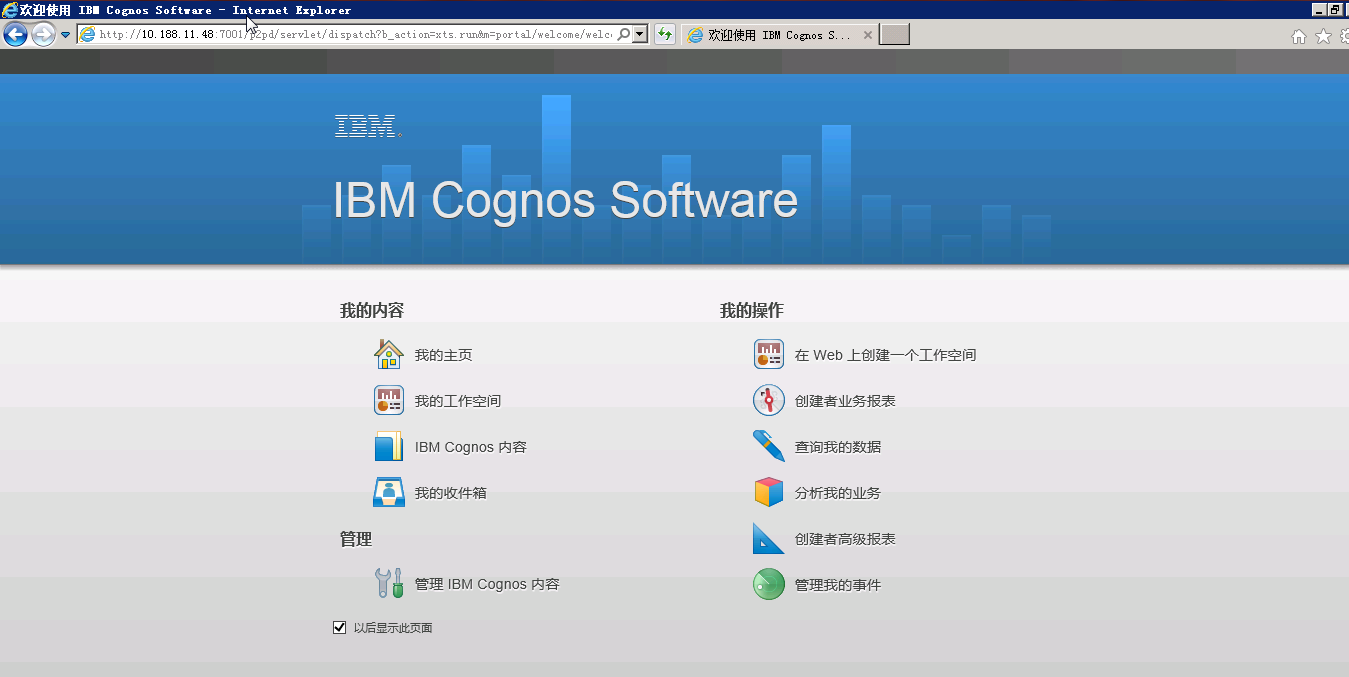 欢迎使用 IBM Cognos Software - Internet Explorer
http://10.188.11.48:7001/p2pd/servlet/dispatch?b_action=xts.run&m=portal/welcome/welc
欢迎使用 IBM Cognos S...
IBM
IBM Cognos Software
我的内容
我的主页
我的工作空间
IBM Cognos 内容
我的收件箱
管理
管理 IBM Cognos 内容
以后显示此页面
我的操作
在 Web 上创建一个工作空间
创建者业务报表
查询我的数据
分析我的业务
创建者高级报表
管理我的事件